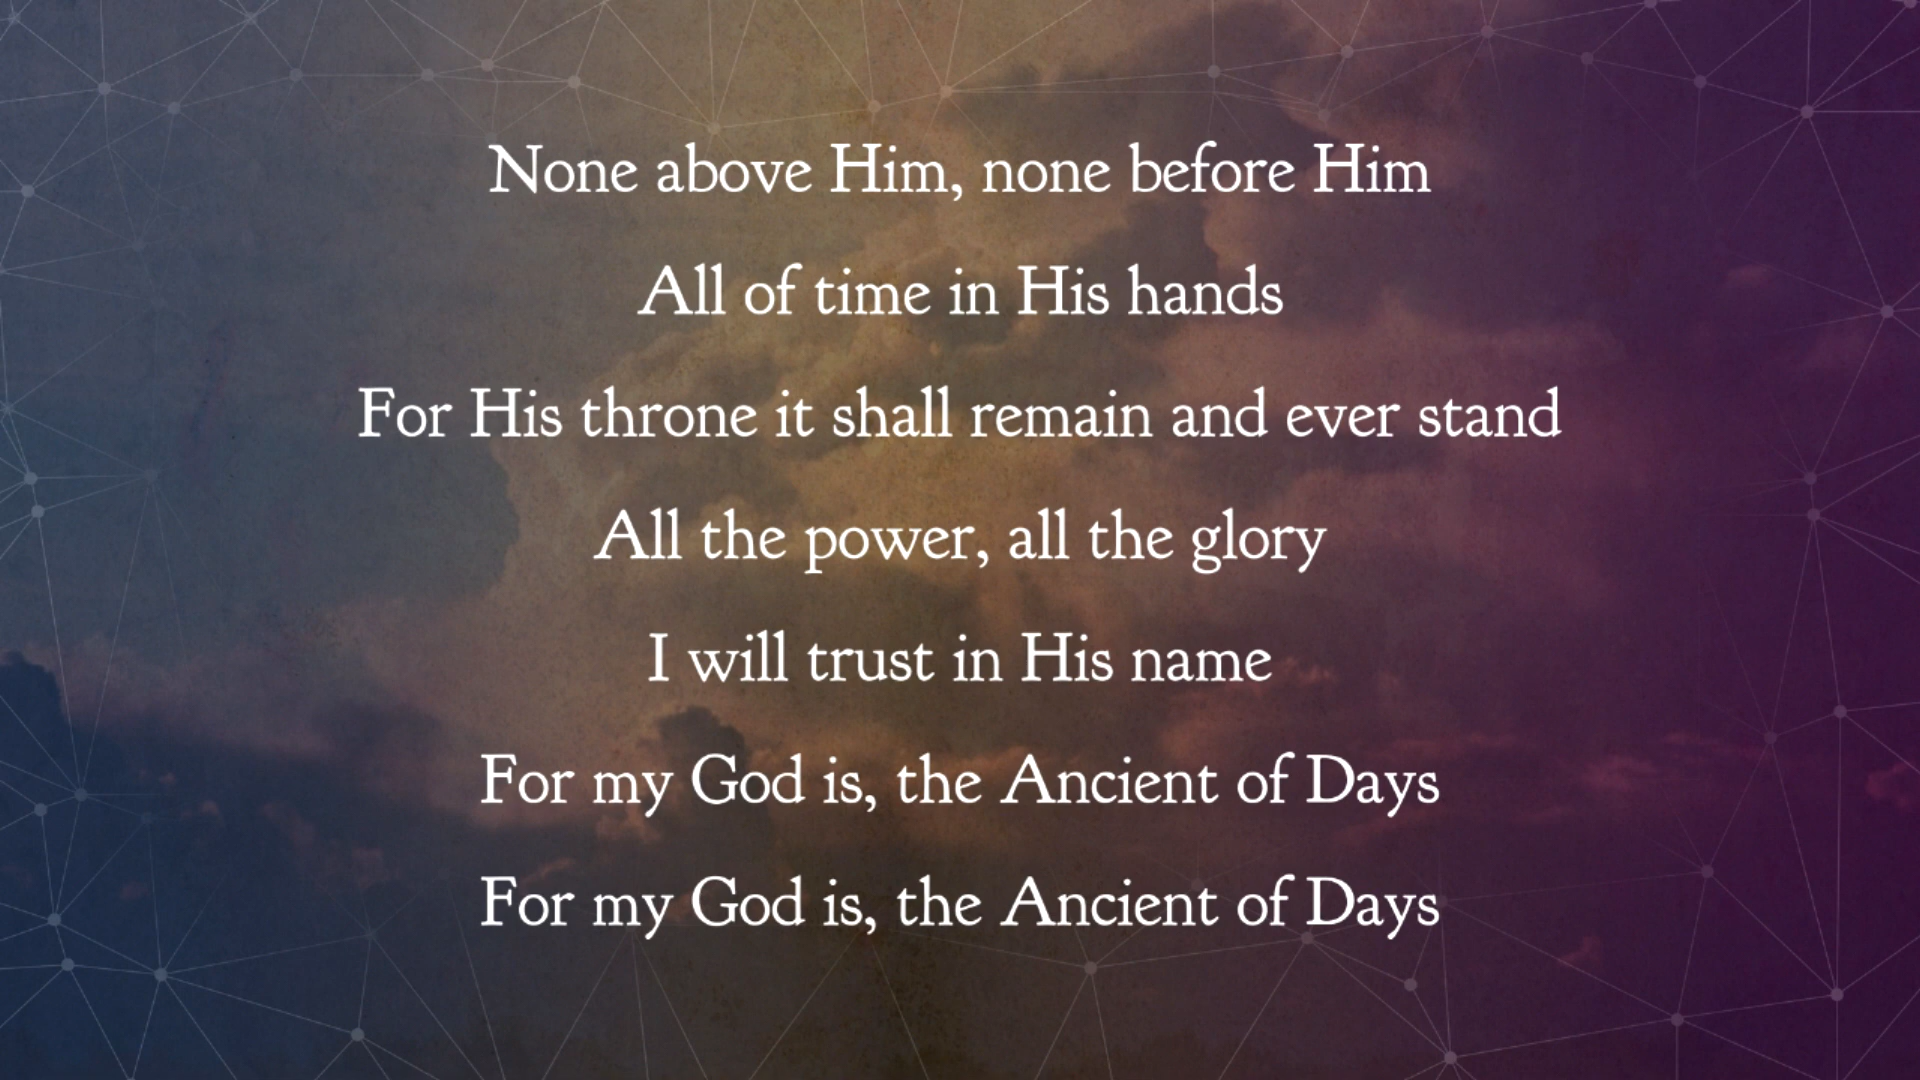 None above Him, none before Him
All of time in His hands
For His throne it shall remain and ever stand
All the power, all the glory
I will trust in His name
For my God is, the Ancient of Days
For my God is, the Ancient of Days